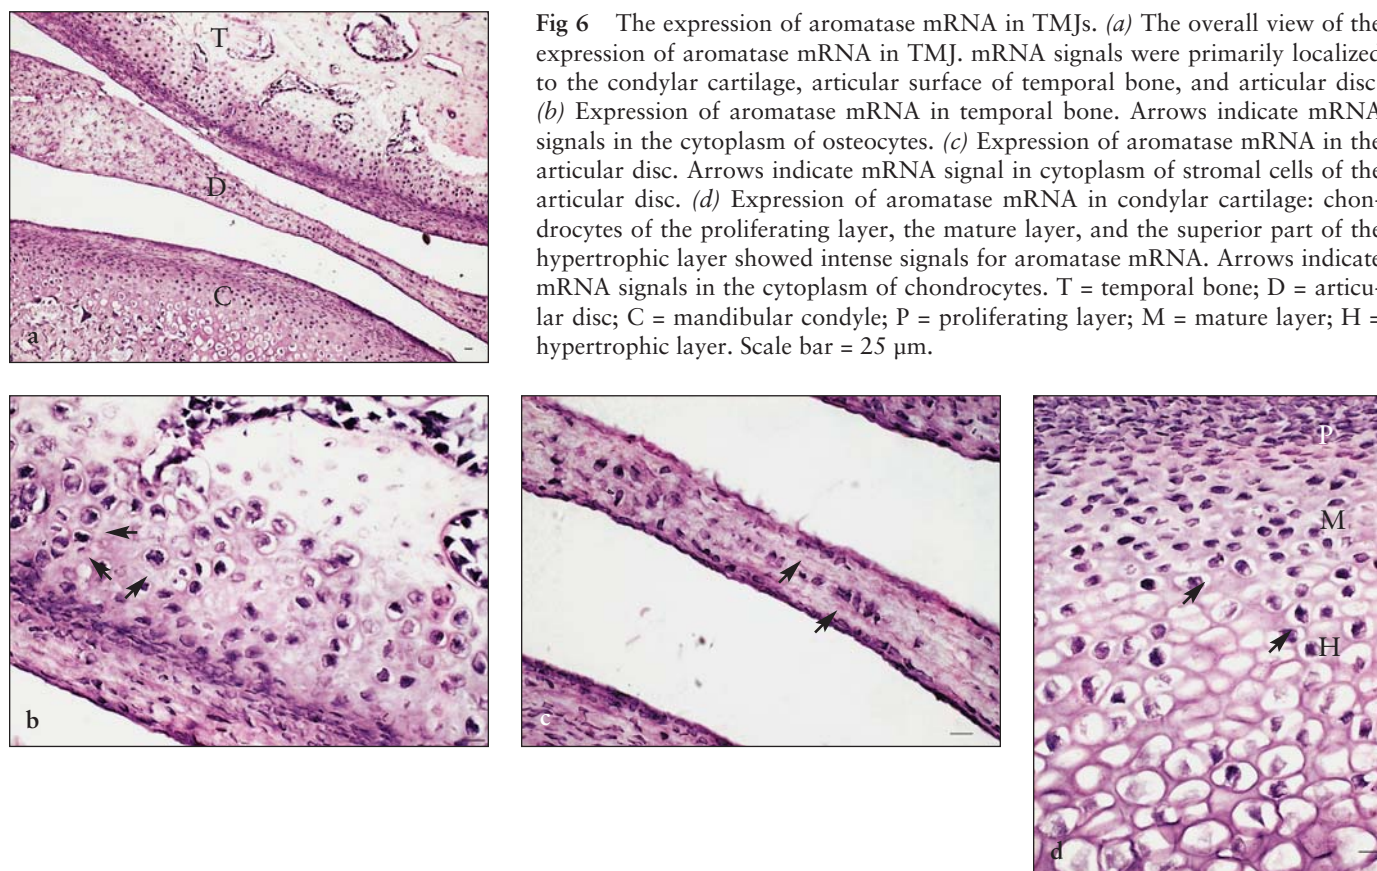 Fig 6 The expression of aromatase mRNA in TMJs. (a) The overall view of the
expression of aromatase mRNA in TMJ. mRNA signals were primarily localized
to the condylar cartilage, articular surface of temporal bone, and articular disc
(b) Expression of aromatase mRNA in temporal bone. Arrows indicate mRNA
signals in the cytoplasm of osteocytes. (c) Expression of aromatase mRNA in the
articular disc. Arrows indicate mRNA signal in cytoplasm of stromal cells of the
articular disc. (d) Expression of aromatase mRNA in condylar cartilage: chon-
drocytes of the proliferating layer, the mature layer, and the superior part of the
hypertrophic layer showed intense signals for aromatase mRNA. Arrows indicate
mRNA signals in the cytoplasm of chondrocytes. T = temporal bone; D = articu-
lar disc; C = mandibular condyle; P = proliferating layer; M = mature layer; H =
hypertrophic layer. Scale bar = 25 µm.
T
D
C
a
b
c
P
M
H
d